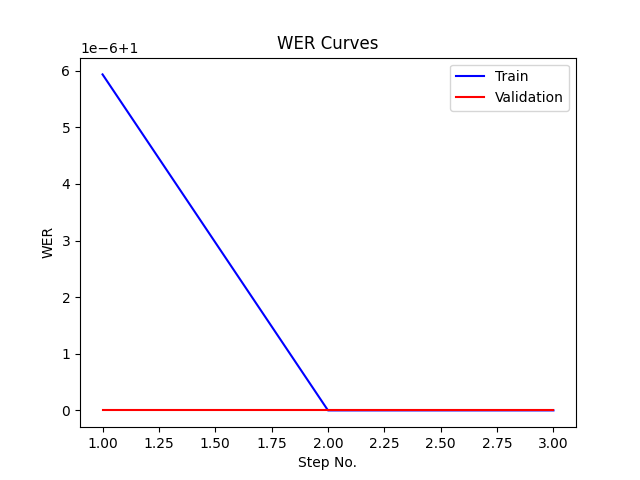 WER Curves
1e−6+1
6
5
4
3
2
1
0
WER
Train
Validation
1.00 1.25 1.50 1.75 2.00 2.25 2.50 2.75 3.00
Step No.